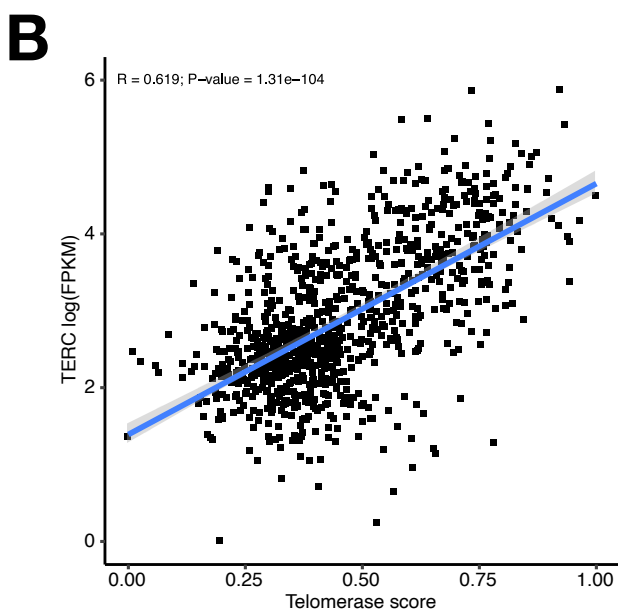 B
R = 0.619; P−value = 1.31e−104
TERC log(FPKM)
6
4
2
0
0.00 0.25 0.50 0.75 1.00
Telomerase score